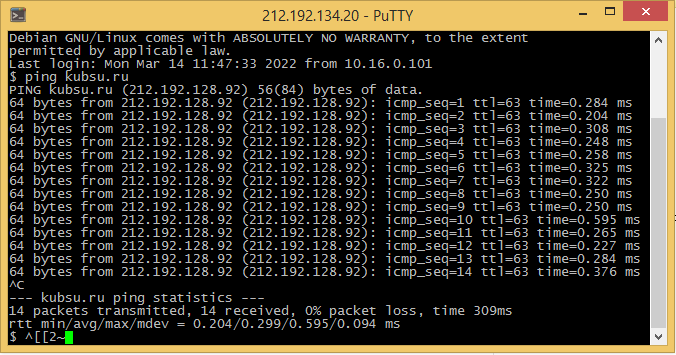 212.192.134.20 - PuTTY
Debian GNU/Linux comes with ABSOLUTELY NO WARRANTY, to the extent
permitted by applicable law.
Last login: Mon Mar 14 11:47:33 2022 from 10.16.0.101
$ ping kubsu.ru
PING kubsu.ru (212.192.128.92) 56(84) bytes of data.
64 bytes from 212.192.128.92 (212.192.128.92): icmp_seq=1 ttl=63 time=0.284 ms
64 bytes from 212.192.128.92 (212.192.128.92): icmp_seq=2 ttl=63 time=0.204 ms
64 bytes from 212.192.128.92 (212.192.128.92): icmp_seq=3 ttl=63 time=0.308 ms
64 bytes from 212.192.128.92 (212.192.128.92): icmp_seq=4 ttl=63 time=0.248 ms
64 bytes from 212.192.128.92 (212.192.128.92): icmp_seq=5 ttl=63 time=0.258 ms
64 bytes from 212.192.128.92 (212.192.128.92): icmp_seq=6 ttl=63 time=0.325 ms
64 bytes from 212.192.128.92 (212.192.128.92): icmp_seq=7 ttl=63 time=0.322 ms
64 bytes from 212.192.128.92 (212.192.128.92): icmp_seq=8 ttl=63 time=0.250 ms
64 bytes from 212.192.128.92 (212.192.128.92): icmp_seq=9 ttl=63 time=0.250 ms
64 bytes from 212.192.128.92 (212.192.128.92): icmp_seq=10 ttl=63 time=0.595 ms
64 bytes from 212.192.128.92 (212.192.128.92): icmp_seq=11 ttl=63 time=0.265 ms
64 bytes from 212.192.128.92 (212.192.128.92): icmp_seq=12 ttl=63 time=0.227 ms
64 bytes from 212.192.128.92 (212.192.128.92): icmp_seq=13 ttl=63 time=0.284 ms
64 bytes from 212.192.128.92 (212.192.128.92): icmp_seq=14 ttl=63 time=0.376 ms
^C
--- kubsu.ru ping statistics ---
14 packets transmitted, 14 received, 0% packet loss, time 309ms
rtt min/avg/max/mdev = 0.204/0.299/0.595/0.094 ms
$ ^[[2~